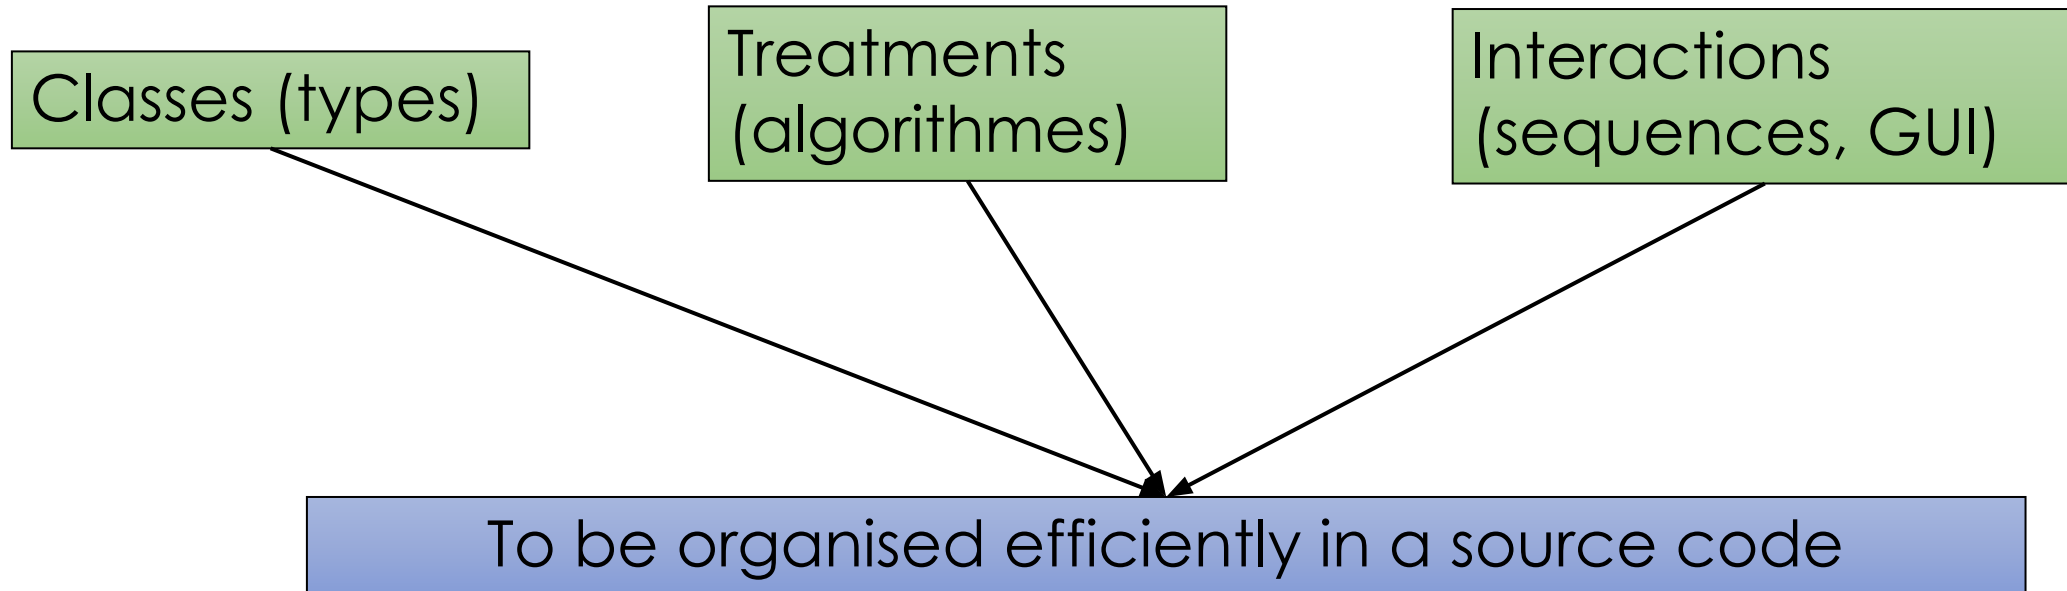 Classes (types)
Treatments
(algorithmes)
Interactions
(sequences, GUI)
To be organised efficiently in a source code